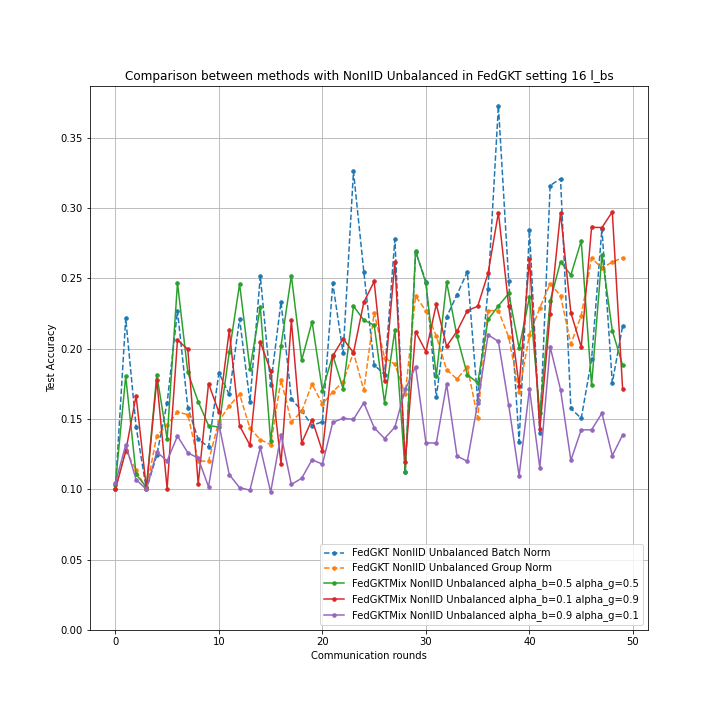 Comparison between methods with NonIID Unbalanced in FedGKT setting 16 l_bs
Test Accuracy
0.35
0.30
0.25
0.20
0.15
0.10
0.05
0.00
FedGKT NonIID Unbalanced Batch Norm
FedGKT NonIID Unbalanced Group Norm
FedGKTMix NonIID Unbalanced alpha_b=0.5 alpha_g=0.5
FedGKTMix NonIID Unbalanced alpha_b=0.1 alpha_g=0.9
FedGKTMix NonIID Unbalanced alpha_b=0.9 alpha_g=0.1
0 10 20 30 40 50
Communication rounds